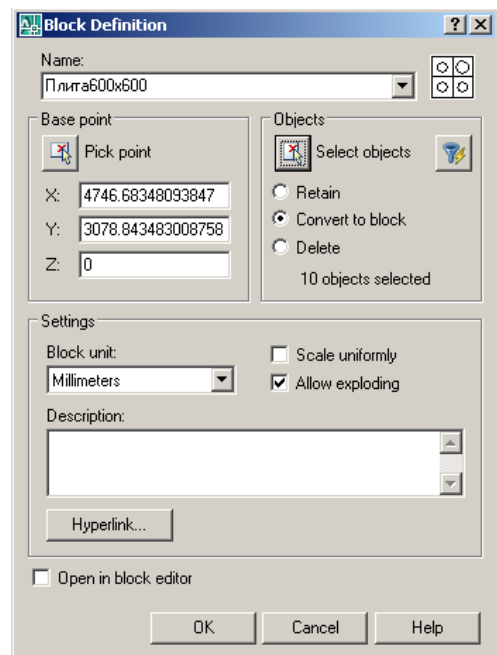 Block Definition
Name:
Плита600x600
Base point
Pick point
X: 4746.68348093847
Y: 3078.843483008758
Z: 0
Objects
Select objects
Retain
Convert to block
Delete
10 objects selected
Settings
Block unit:
Millimeters
Scale uniformly
Allow exploding
Description:
Hyperlink...
Open in block editor
OK Cancel Help